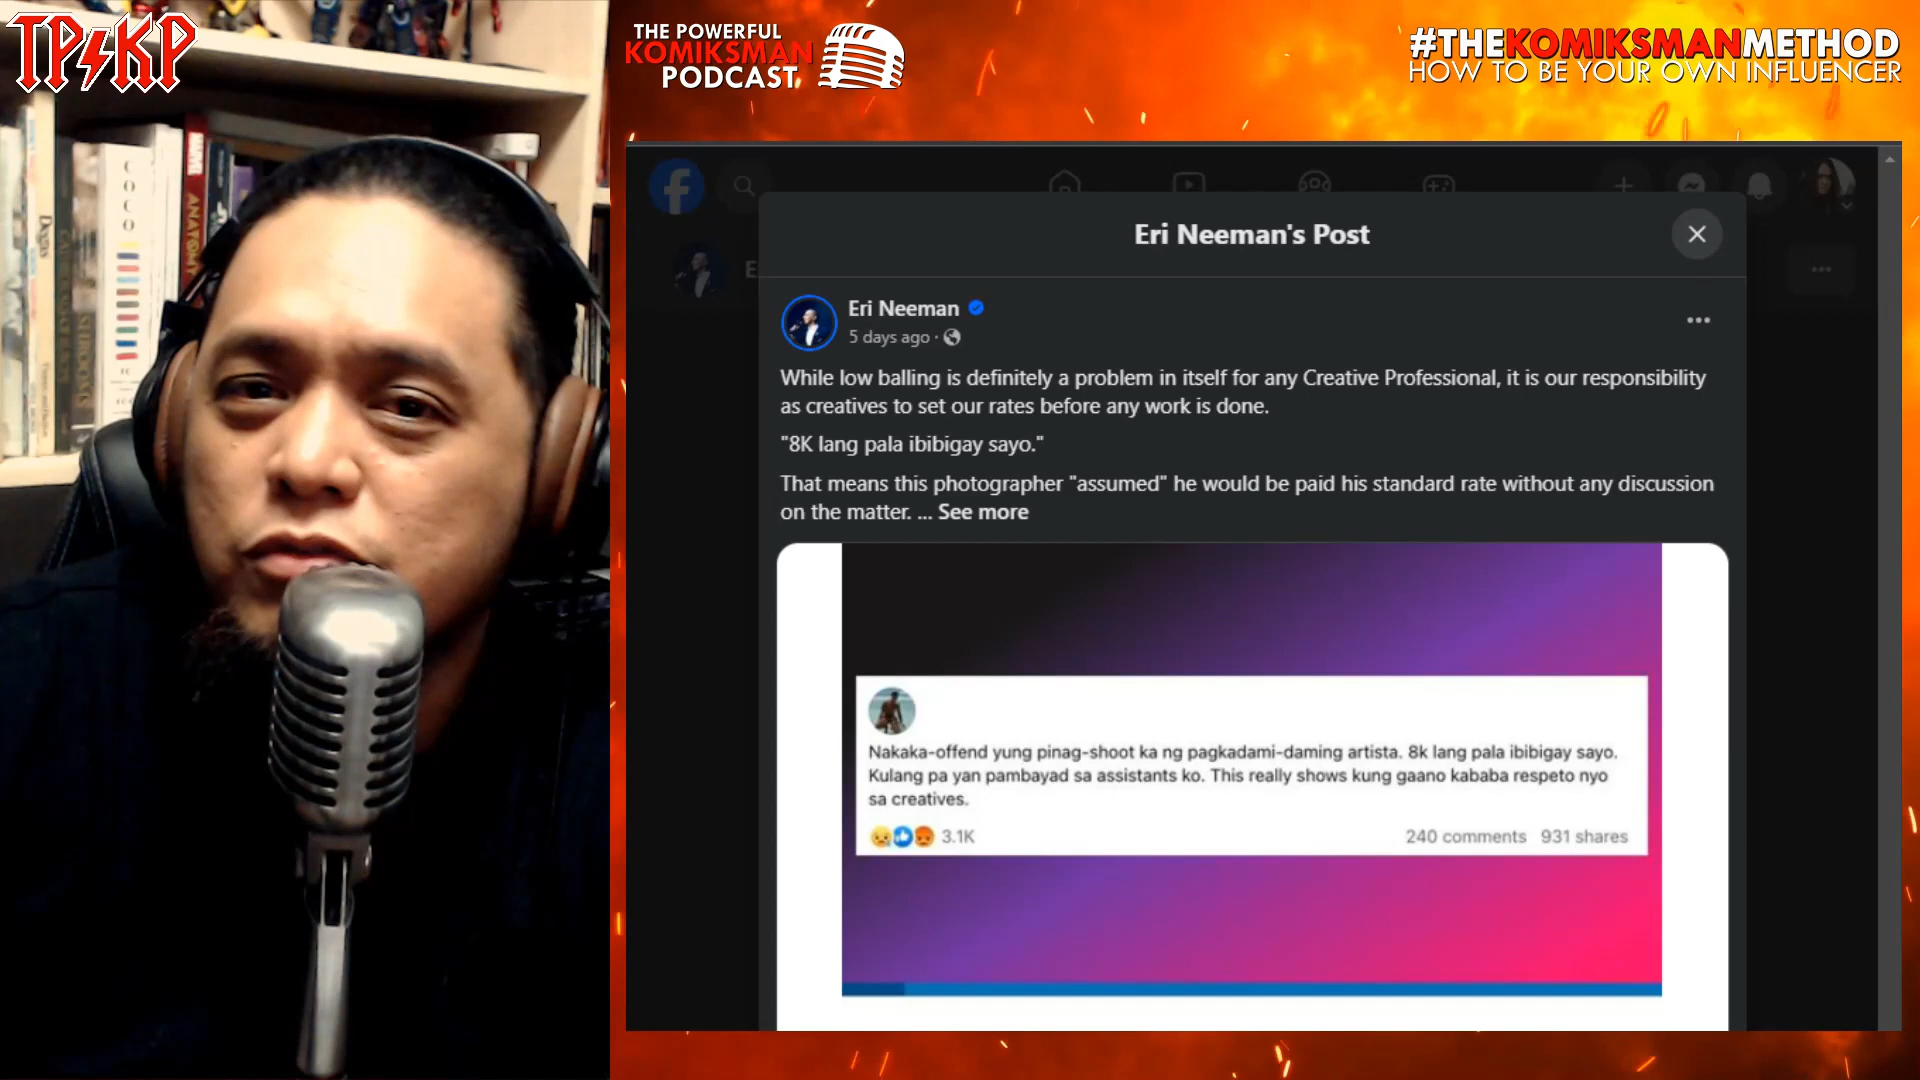 TP KP
THE POWERFUL
KOMIKSMAN
PODCAST
#THEKOMIKSMANMETHOD
HOW TO BE YOUR OWN INFLUENCER
COCO
ANATOMY
Eri Neeman's Post
Eri Neeman
5 days ago ·
While low balling is definitely a problem in itself for any Creative Professional, it is our responsibility
as creatives to set our rates before any work is done.
"8K lang pala ibibigay sayo."
That means this photographer "assumed" he would be paid his standard rate without any discussion
on the matter. ... See more
Nakaka-offend yung pinag-shoot ka ng pagkadami-daming artista. 8k lang pala ibibigay sayo.
Kulang pa yan pambayad sa assistants ko. This really shows kung gaano kababa respeto nyo
sa creatives.
3.1K
240 comments 931 shares